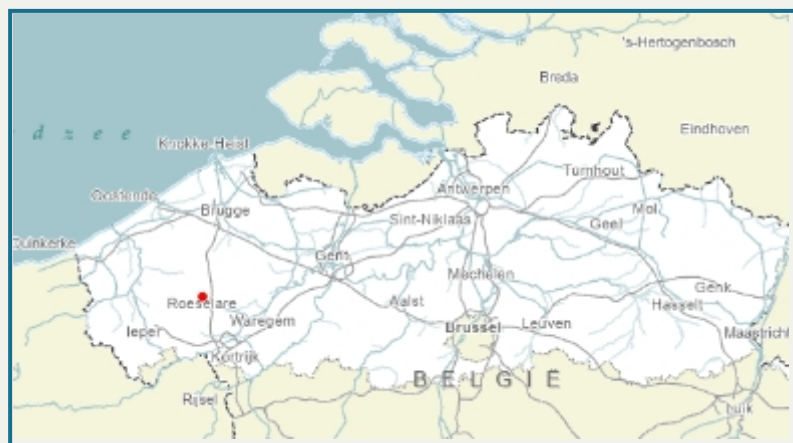 's-Hertogenbosch
Breda
Eindhoven
d z e e
Knokke-Heist
Turnhout
Oostende
Antwerpen
Brugge
Mol
Sint-Niklaas
Geel
Duinkerke
Gent
Mechelen
Genk
Roeselare
Aalst
Hasselt
Ieper
Waregem
Brussel
Leuven
Maastricht
Kortrijk
BELGIË
Rijsel
Luik